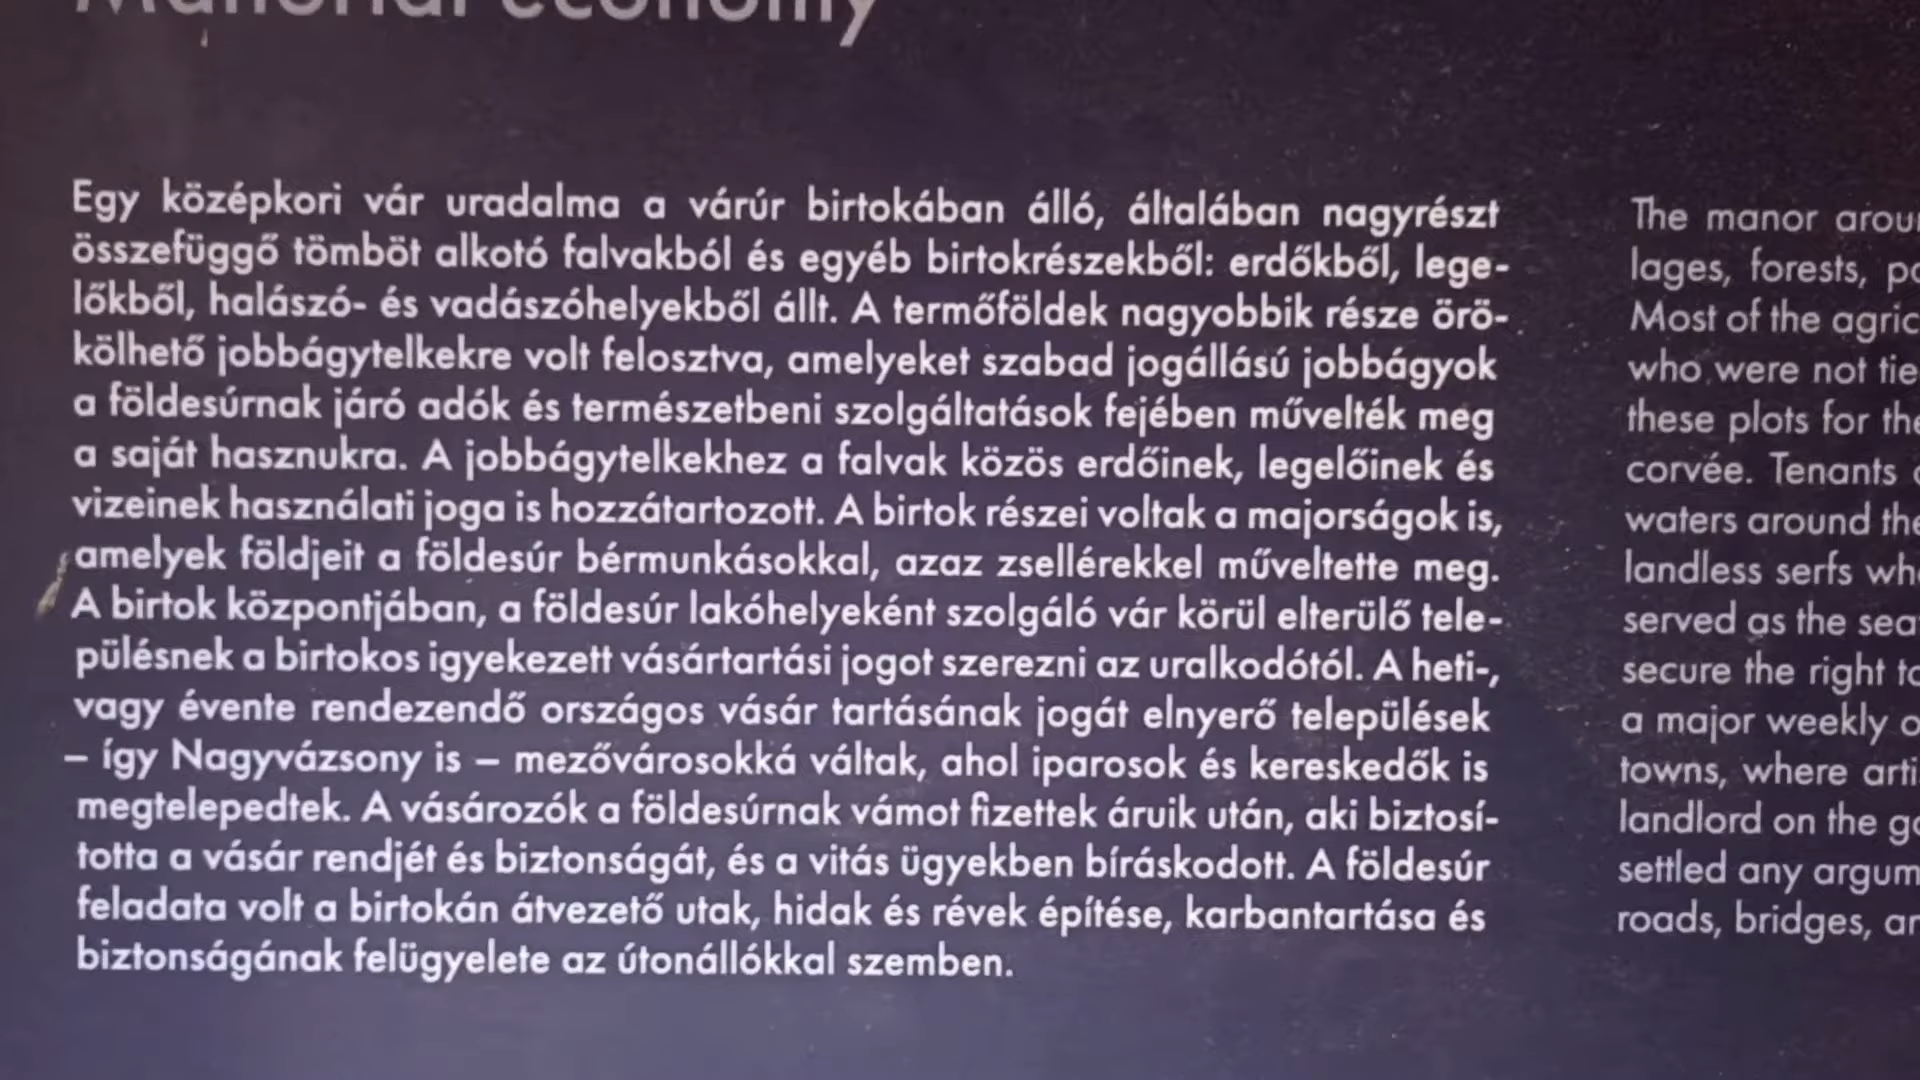 Manorial economy
Egy középkori vár uradalma a várúr birtokában álló, általában nagyrészt
összefüggő tömböt alkotó falvakból és egyéb birtokrészekből: erdőkből, lege-
lőkből, halászó- és vadászóhelyekből állt. A termőföldek nagyobbik része örö-
kölhető jobbágytelkekre volt felosztva, amelyeket szabad jogállású jobbágyok
a földesúrnak járó adók és természetbeni szolgáltatások fejében művelték meg
a saját hasznukra. A jobbágytelkekhez a falvak közös erdőinek, legelőinek és
vizeinek használati joga is hozzátartozott. A birtok részei voltak a majorságok is,
amelyek földjeit a földesúr bérmunkásokkal, azaz zsellérekkel műveltette meg.
A birtok központjában, a földesúr lakóhelyeként szolgáló vár körül elterülő tele-
pülésnek a birtokos igyekezett vásártartási jogot szerezni az uralkodótól. A heti-,
vagy évente rendezendő országos vásár tartásának jogát elnyerő települések
– így Nagyvázsony is – mezővárosokká váltak, ahol iparosok és kereskedők is
megtelepedtek. A vásározók a földesúrnak vámot fizettek áruik után, aki biztosí-
totta a vásár rendjét és biztonságát, és a vitás ügyekben bíráskodott. A földesúr
feladata volt a birtokán átvezető utak, hidak és révek építése, karbantartása és
biztonságának felügyelete az útonállókkal szemben.
The manor
lages, forests,
Most of the
who were not
these plots for
corvée. Tenants
waters around
landless serfs
served as the
secure the right
a major weekly
towns, where
landlord on the
settled any
roads, bridges,